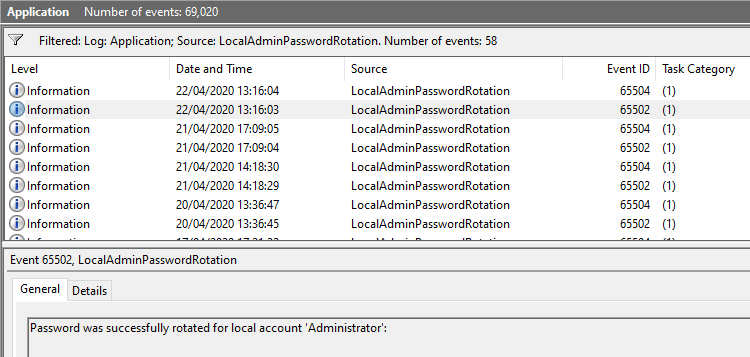 Application Number of events: 69,020
Filtered: Log: Application; Source: LocalAdminPasswordRotation. Number of events: 58
Level Date and Time Source Event ID Task Category
Information 22/04/2020 13:16:04 LocalAdminPasswordRotation 65504 (1)
Information 22/04/2020 13:16:03 LocalAdminPasswordRotation 65502 (1)
Information 21/04/2020 17:09:05 LocalAdminPasswordRotation 65504 (1)
Information 21/04/2020 17:09:04 LocalAdminPasswordRotation 65502 (1)
Information 21/04/2020 14:18:30 LocalAdminPasswordRotation 65504 (1)
Information 21/04/2020 14:18:29 LocalAdminPasswordRotation 65502 (1)
Information 20/04/2020 13:36:47 LocalAdminPasswordRotation 65504 (1)
Information 20/04/2020 13:36:45 LocalAdminPasswordRotation 65502 (1)
Information LocalAdminPasswordRotation 65504 (1)
Event 65502, LocalAdminPasswordRotation
General Details
Password was successfully rotated for local account 'Administrator':